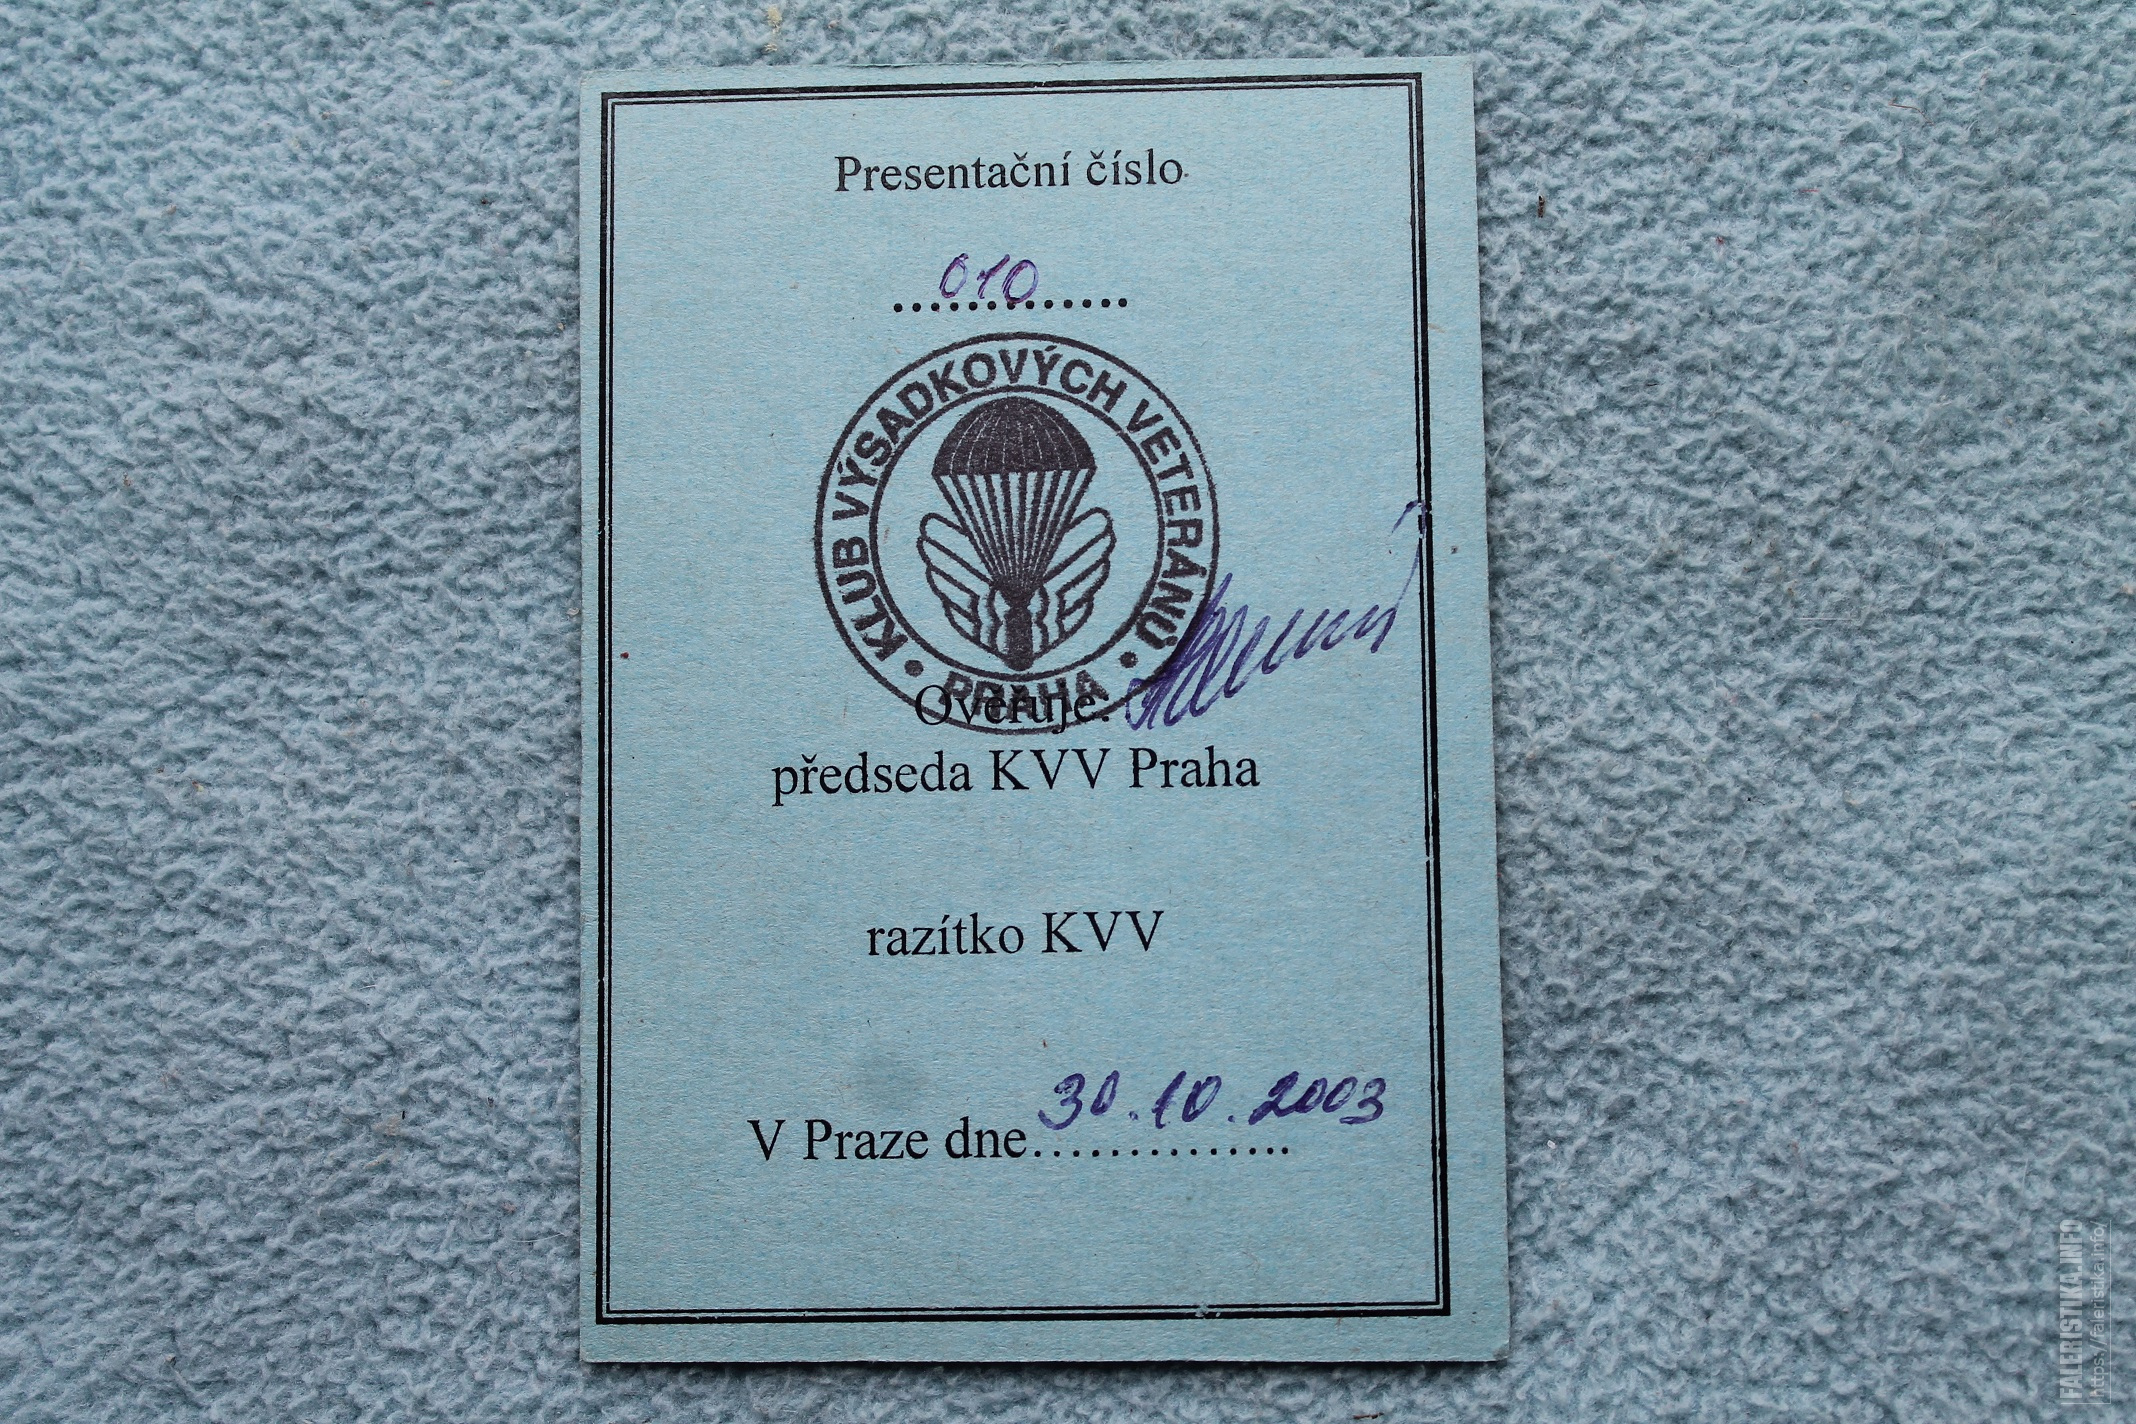 Presentační číslo
010
.............
KLUB VÝSADKOVÝCH VETERÁNŮ
• PRAHA •
Ověřuje:
předseda KVV Praha
razítko KVV
30.10.2003
V Praze dne...............
FALERISTIKA.INFO
https://faleristika.info/